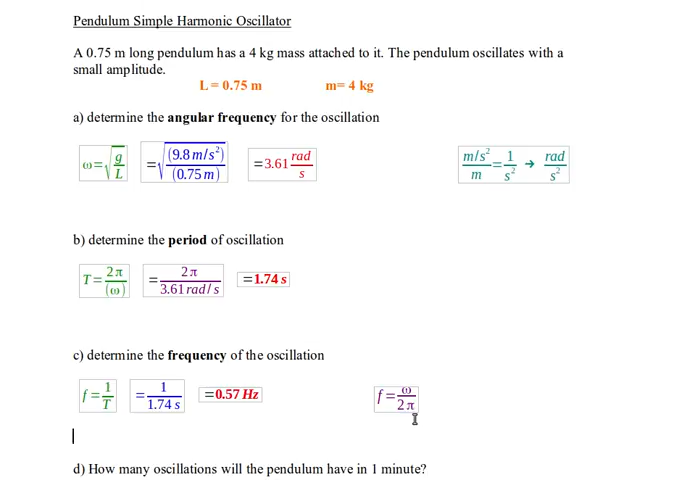 Pendulum Simple Harmonic Oscillator
A 0.75 m long pendulum has a 4 kg mass attached to it. The pendulum oscillates with a
small amplitude.
L = 0.75 m m= 4 kg
a) determine the angular frequency for the oscillation
ω=√(g/L) =√((9.8 m/s²)/(0.75 m)) =3.61 rad/s (m/s²)/m = 1/s² → rad/s²
b) determine the period of oscillation
T= 2π/(ω) = 2π/(3.61 rad/s) =1.74 s
c) determine the frequency of the oscillation
f= 1/T = 1/(1.74 s) =0.57 Hz f= ω/2π
d) How many oscillations will the pendulum have in 1 minute?